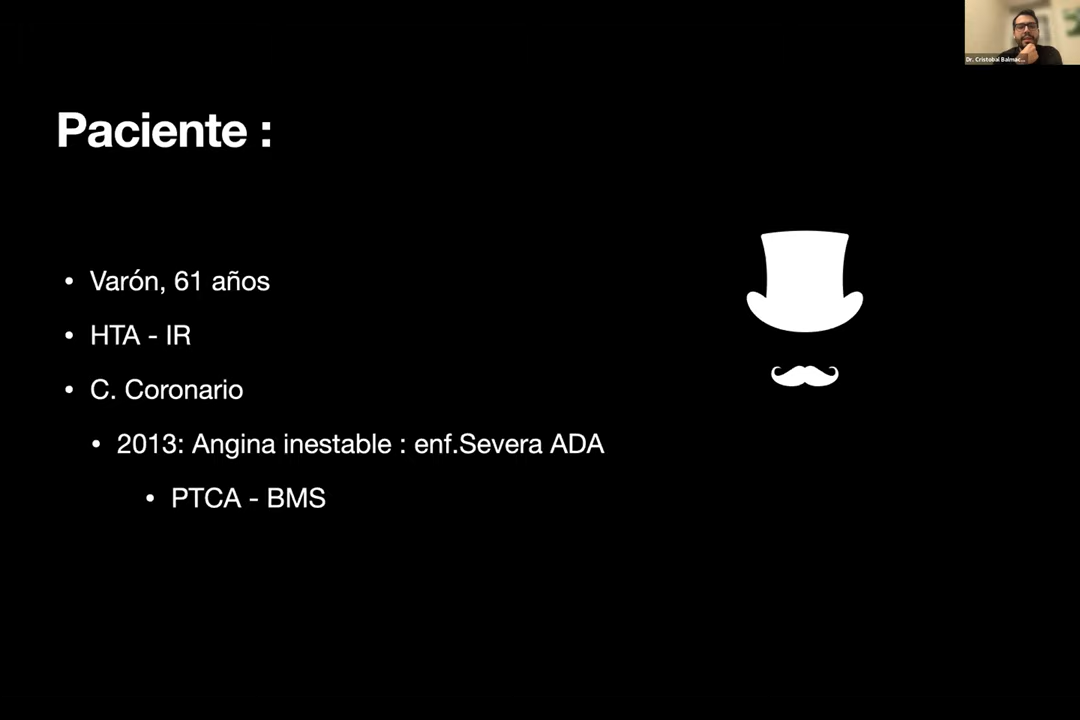 Dr. Cristobal Balmac...
Paciente :
• Varón, 61 años
• HTA - IR
• C. Coronario
• 2013: Angina inestable : enf.Severa ADA
• PTCA - BMS